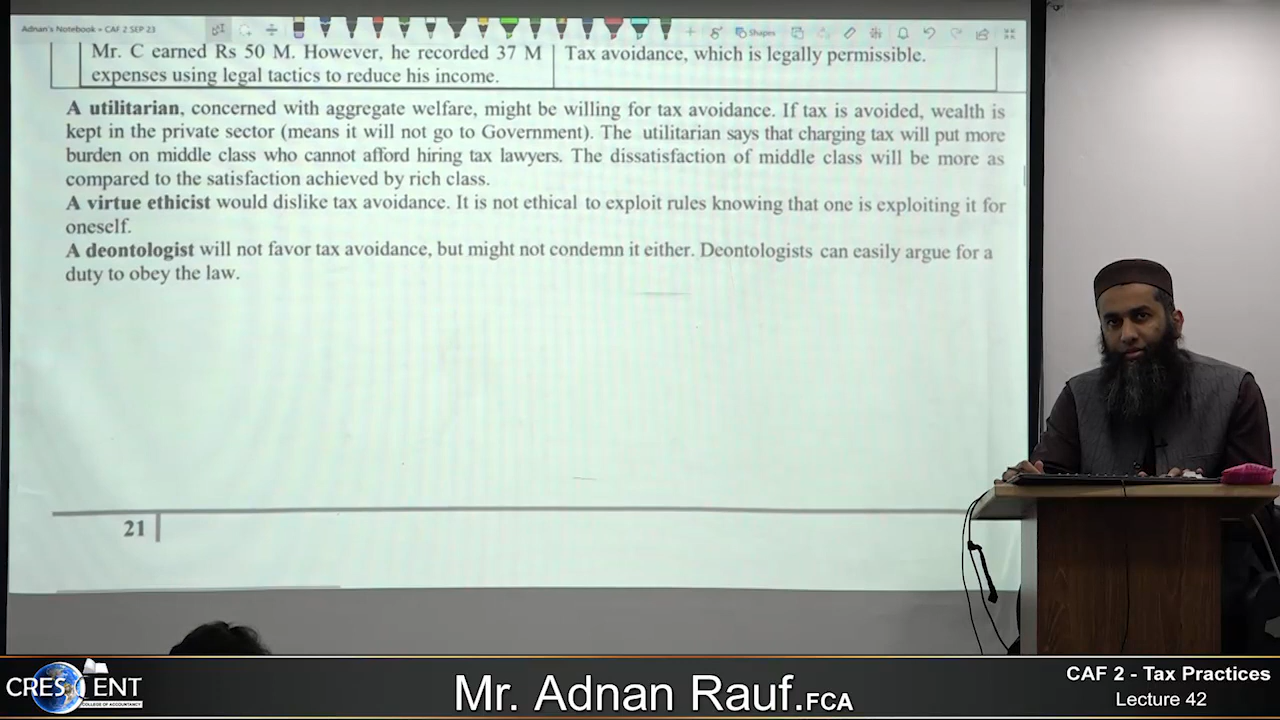 Adnan's Notebook » CAF 2 SEP 23
Shapes
Mr. C earned Rs 50 M. However, he recorded 37 M
expenses using legal tactics to reduce his income.
Tax avoidance, which is legally permissible.
A utilitarian, concerned with aggregate welfare, might be willing for tax avoidance. If tax is avoided, wealth is
kept in the private sector (means it will not go to Government). The utilitarian says that charging tax will put more
burden on middle class who cannot afford hiring tax lawyers. The dissatisfaction of middle class will be more as
compared to the satisfaction achieved by rich class.
A virtue ethicist would dislike tax avoidance. It is not ethical to exploit rules knowing that one is exploiting it for
oneself.
A deontologist will not favor tax avoidance, but might not condemn it either. Deontologists can easily argue for a
duty to obey the law.
21
CRESCENT
COLLEGE OF ACCOUNTANCY
Mr. Adnan Rauf.FCA
CAF 2 - Tax Practices
Lecture 42